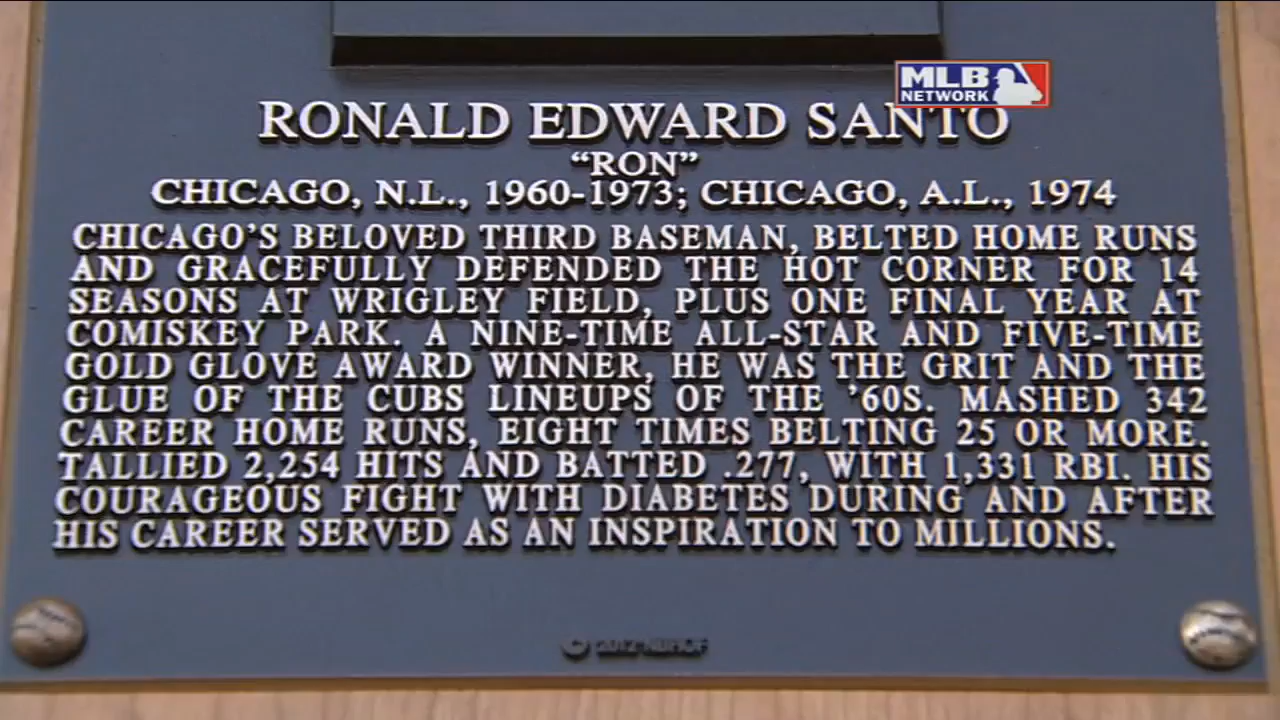 MLB
NETWORK
RONALD EDWARD SANTO
“RON”
CHICAGO, N.L., 1960-1973; CHICAGO, A.L., 1974
CHICAGO’S BELOVED THIRD BASEMAN, BELTED HOME RUNS
AND GRACEFULLY DEFENDED THE HOT CORNER FOR 14
SEASONS AT WRIGLEY FIELD, PLUS ONE FINAL YEAR AT
COMISKEY PARK. A NINE-TIME ALL-STAR AND FIVE-TIME
GOLD GLOVE AWARD WINNER, HE WAS THE GRIT AND THE
GLUE OF THE CUBS LINEUPS OF THE ’60S. MASHED 342
CAREER HOME RUNS, EIGHT TIMES BELTING 25 OR MORE.
TALLIED 2,254 HITS AND BATTED .277, WITH 1,331 RBI. HIS
COURAGEOUS FIGHT WITH DIABETES DURING AND AFTER
HIS CAREER SERVED AS AN INSPIRATION TO MILLIONS.
© 2012 NBHOF